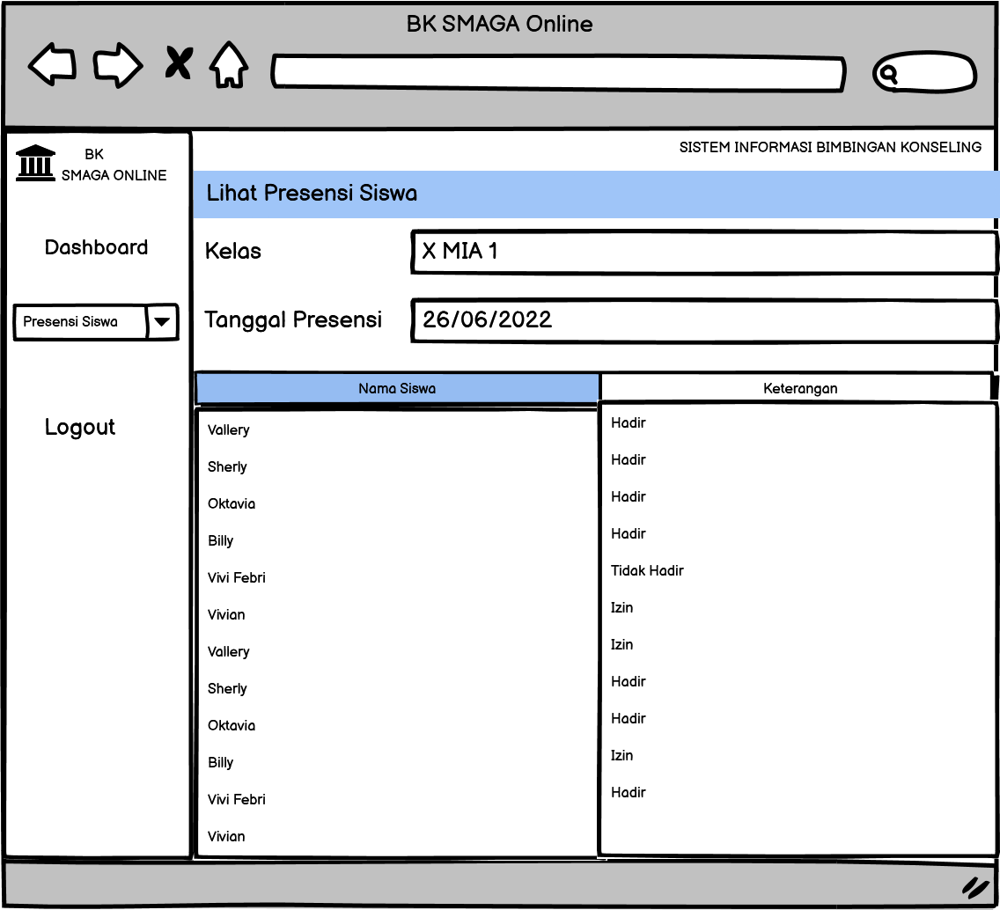 BK SMAGA Online
BK
SMAGA ONLINE
SISTEM INFORMASI BIMBINGAN KONSELING
Lihat Presensi Siswa
Dashboard
Kelas
X MIA 1
Presensi Siswa
Tanggal Presensi
26/06/2022
Logout
Nama Siswa
Keterangan
Vallery
Hadir
Sherly
Hadir
Oktavia
Hadir
Billy
Hadir
Vivi Febri
Tidak Hadir
Vivian
Izin
Vallery
Izin
Sherly
Hadir
Oktavia
Hadir
Billy
Izin
Vivi Febri
Hadir
Vivian